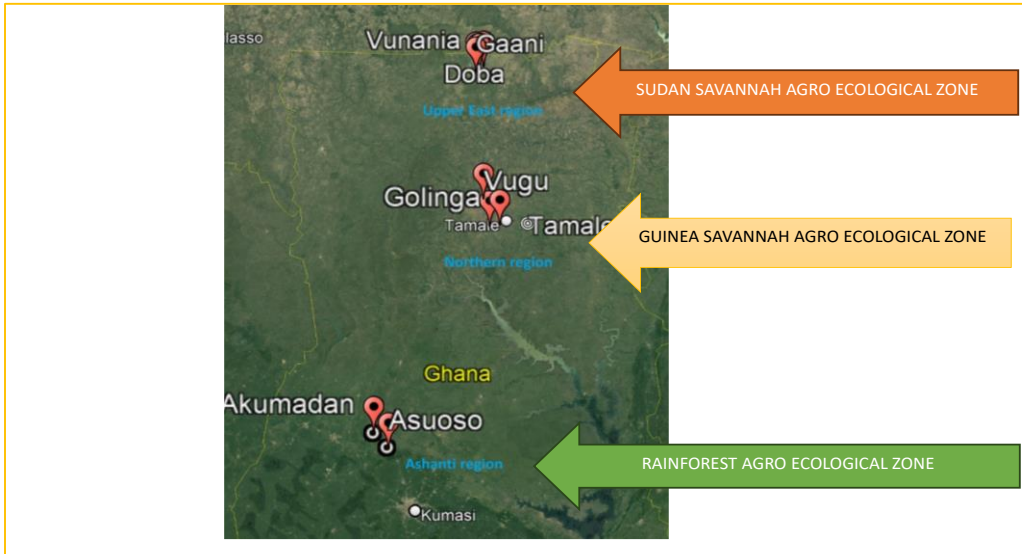 lasso
Vunania
Gaani
Doba
SUDAN SAVANNAH AGRO ECOLOGICAL ZONE
Upper East region
Vugu
Golinga
Tamale
Tamale
GUINEA SAVANNAH AGRO ECOLOGICAL ZONE
Northern region
Ghana
Akumadan
Asuoso
Ashanti region
RAINFOREST AGRO ECOLOGICAL ZONE
Kumasi